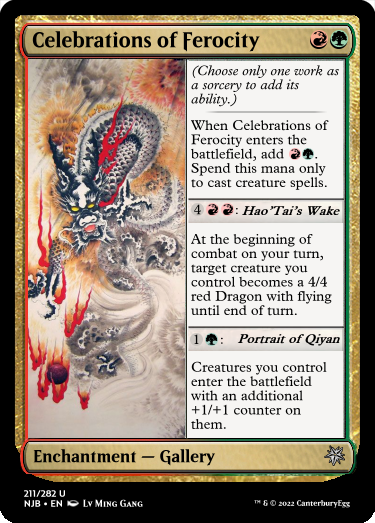 Celebrations of Ferocity
(Choose only one work as
a sorcery to add its
ability.)
When Celebrations of
Ferocity enters the
battlefield, add RG.
Spend this mana only
to cast creature spells.
4 R R: Hao'Tai's Wake
At the beginning of
combat on your turn,
target creature you
control becomes a 4/4
red Dragon with flying
until end of turn.
1 G: Portrait of Qiyan
Creatures you control
enter the battlefield
with an additional
+1/+1 counter on
them.
Enchantment — Gallery
211/282 U
NJB • EN Lv Ming Gang
™ & © 2022 CanterburyEgg